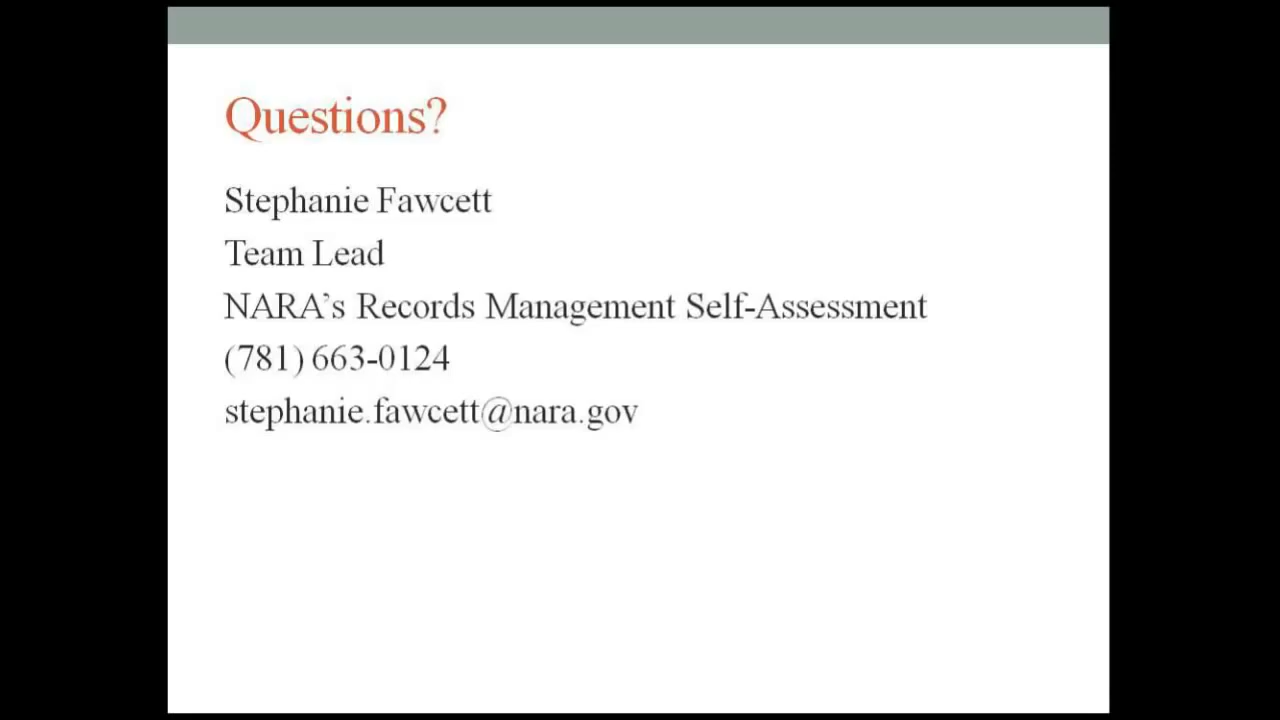 Questions?
Stephanie Fawcett
Team Lead
NARA’s Records Management Self-Assessment
(781) 663-0124
stephanie.fawcett@nara.gov